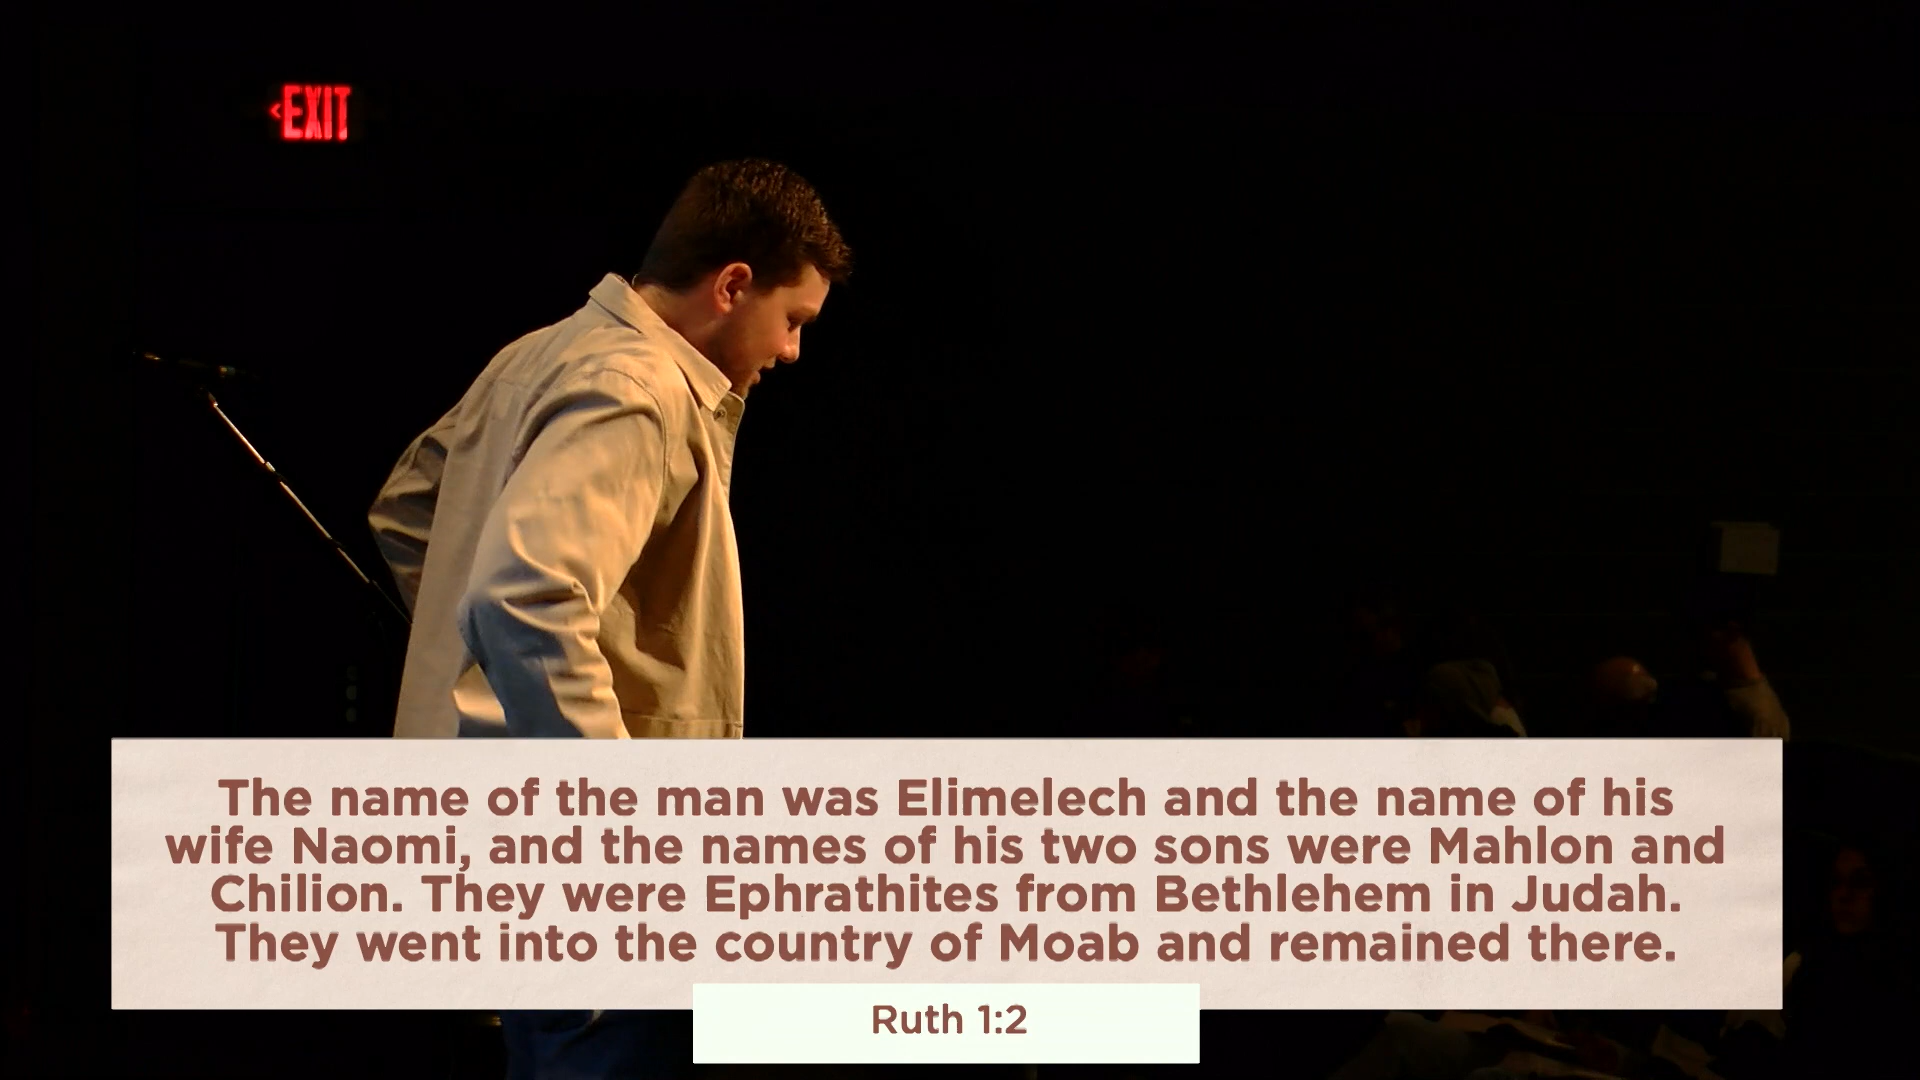 <EXIT
The name of the man was Elimelech and the name of his
wife Naomi, and the names of his two sons were Mahlon and
Chilion. They were Ephrathites from Bethlehem in Judah.
They went into the country of Moab and remained there.
Ruth 1:2